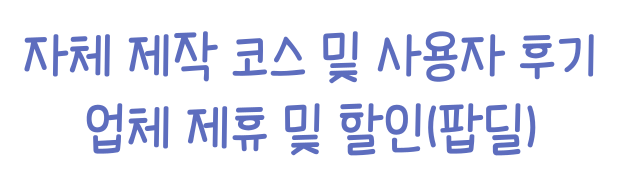 자체 제작 코스 및 사용자 후기
업체 제휴 및 할인(팝딜)